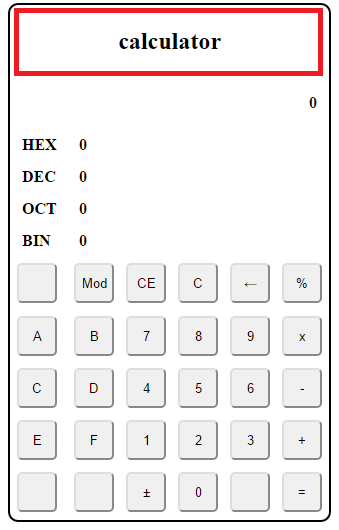 calculator
0
HEX 0
DEC 0
OCT 0
BIN 0
Mod CE C ← %
A B 7 8 9 x
C D 4 5 6 -
E F 1 2 3 +
± 0 =